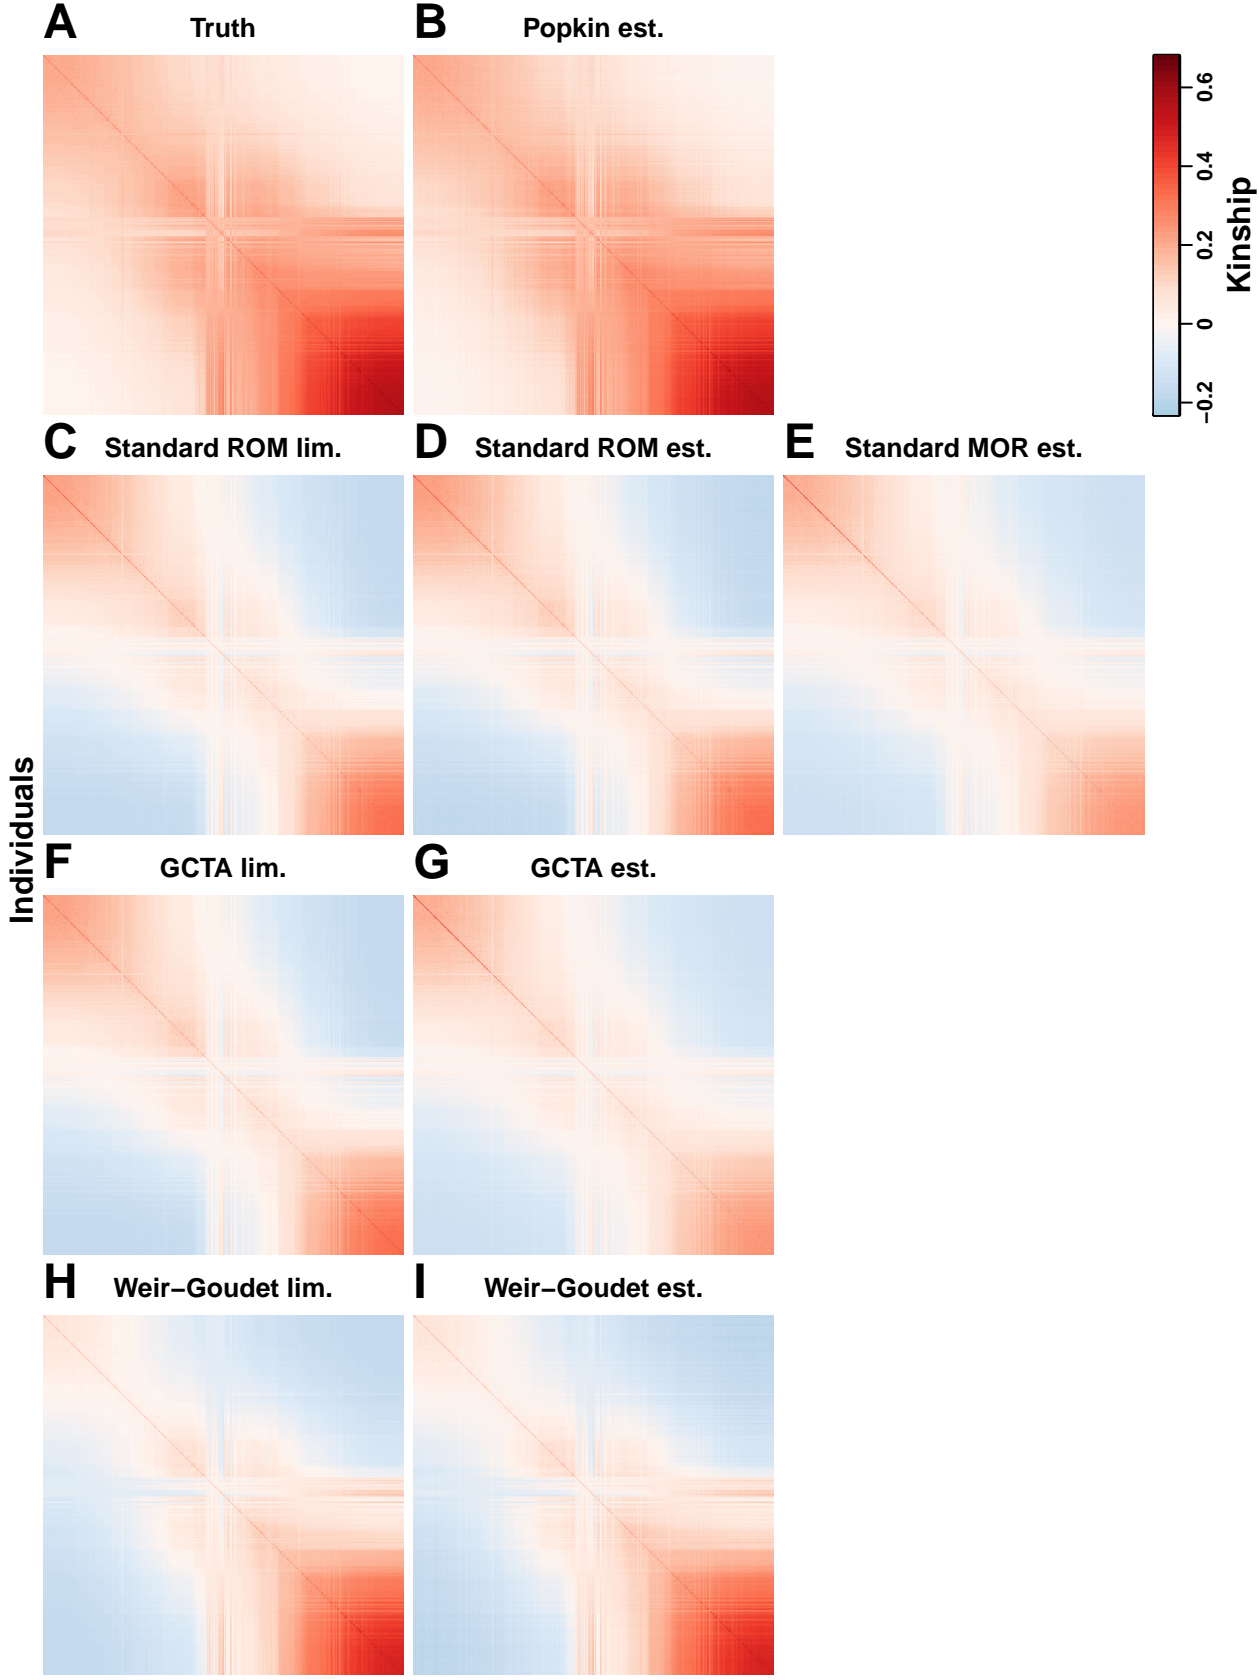 A Truth
B Popkin est.
0.6
0.4
0.2
0
−0.2
Kinship
C Standard ROM lim.
D Standard ROM est.
E Standard MOR est.
Individuals
F GCTA lim.
G GCTA est.
H Weir−Goudet lim.
I Weir−Goudet est.